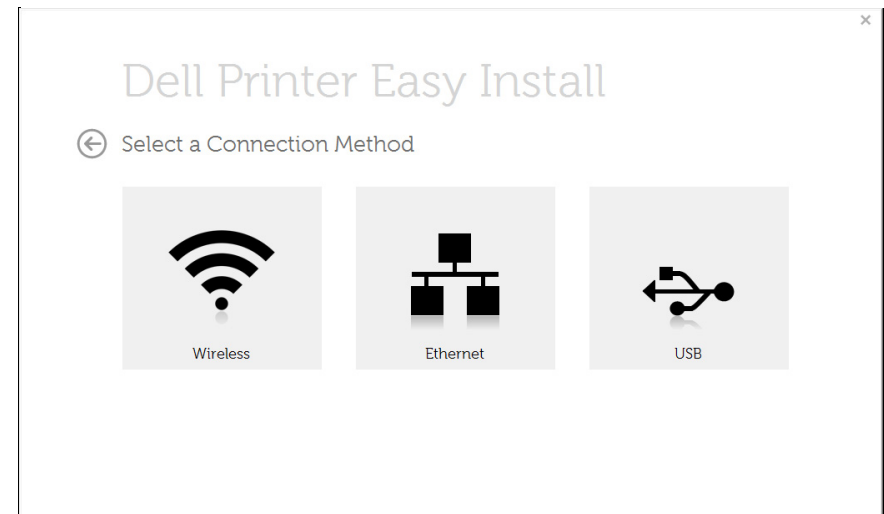 Dell Printer Easy Install
Select a Connection Method
Wireless
Ethernet
USB